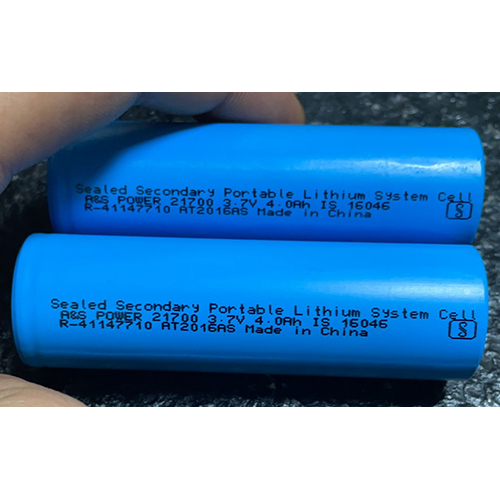 Sealed Secondary Portable Lithium System Cell
A&S POWER 21700 3.7V 4.0Ah IS 16046
R-41147710 AT2016AS Made in China
S
Sealed Secondary Portable Lithium System Cell
A&S POWER 21700 3.7V 4.0Ah IS 16046
R-41147710 AT2016AS Made in China
S